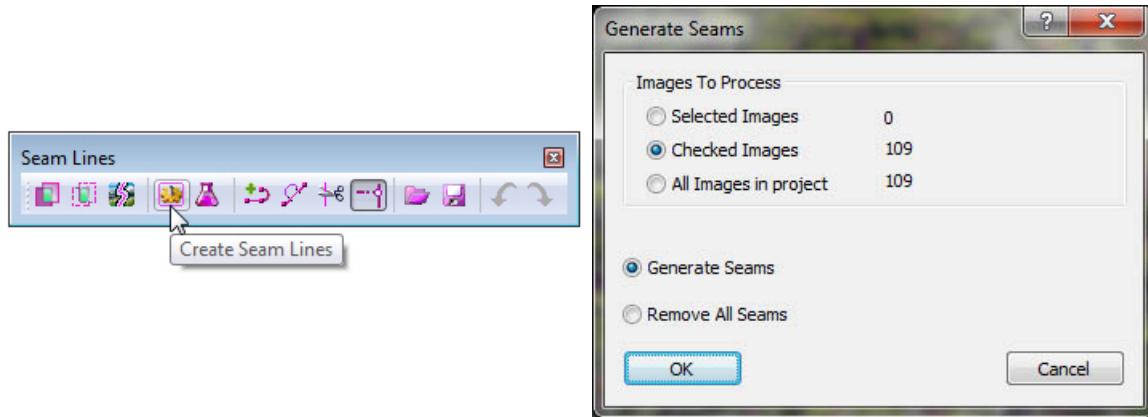 Seam Lines
Create Seam Lines
Generate Seams
Images To Process
Selected Images 0
Checked Images 109
All Images in project 109
Generate Seams
Remove All Seams
OK Cancel